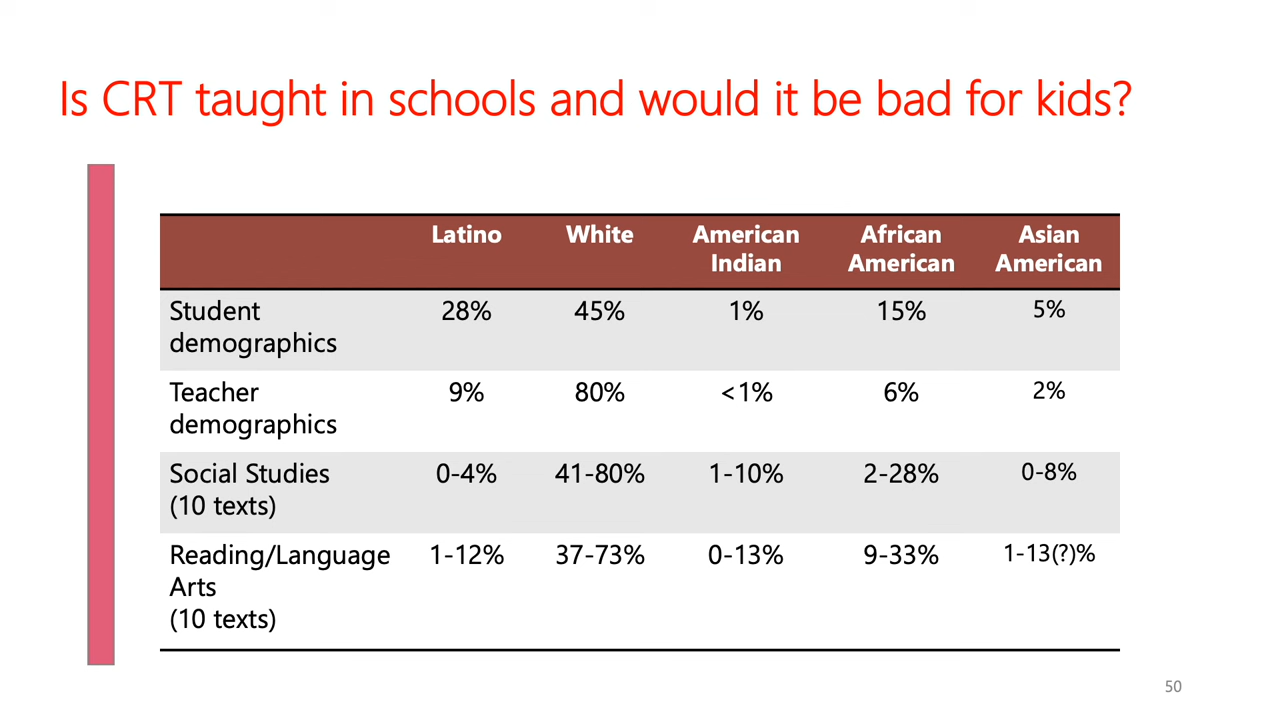 Is CRT taught in schools and would it be bad for kids?
Latino White American Indian African American Asian American
Student demographics 28% 45% 1% 15% 5%
Teacher demographics 9% 80% <1% 6% 2%
Social Studies (10 texts) 0-4% 41-80% 1-10% 2-28% 0-8%
Reading/Language Arts (10 texts) 1-12% 37-73% 0-13% 9-33% 1-13(?)%
50